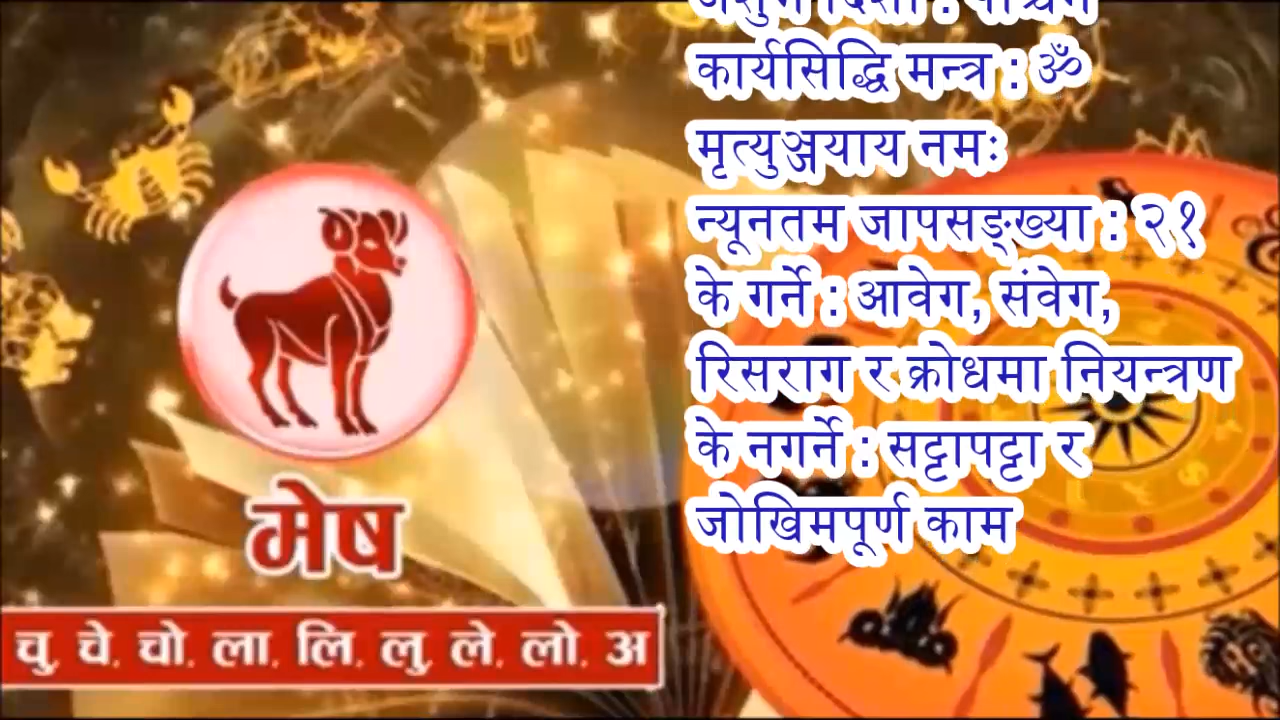 कार्यसिद्धि मन्त्र : ॐ
मृत्युञ्जयाय नमः
न्यूनतम जापसङ्ख्या : २१
के गर्ने : आवेग, संवेग,
रिसराग र क्रोधमा नियन्त्रण
के नगर्ने : सट्टापट्टा र
जोखिमपूर्ण काम
मेष
चु. चे. चो. ला. लि. लु. ले. लो. अ